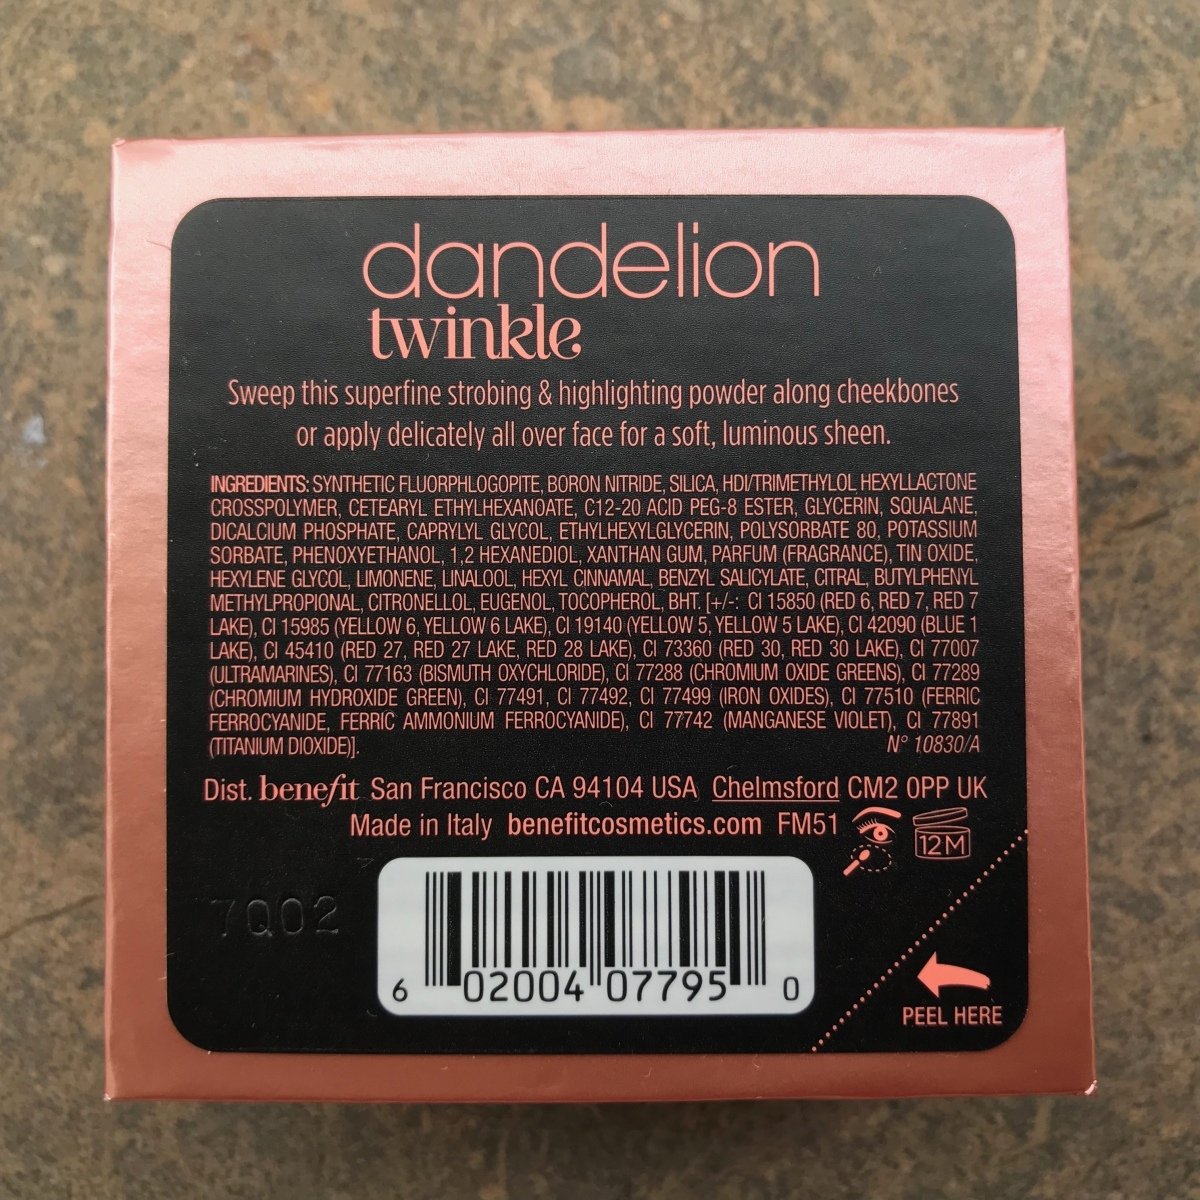 dandelion
twinkle
Sweep this superfine strobing & highlighting powder along cheekbones
or apply delicately all over face for a soft, luminous sheen.
INGREDIENTS: SYNTHETIC FLUORPHLOGOPITE, BORON NITRIDE, SILICA, HDI/TRIMETHYLOL HEXYLLACTONE
CROSSPOLYMER, CETEARYL ETHYLHEXANOATE, C12-20 ACID PEG-8 ESTER, GLYCERIN, SQUALANE,
DICALCIUM PHOSPHATE, CAPRYLYL GLYCOL, ETHYLHEXYLGLYCERIN, POLYSORBATE 80, POTASSIUM
SORBATE, PHENOXYETHANOL, 1,2 HEXANEDIOL, XANTHAN GUM, PARFUM (FRAGRANCE), TIN OXIDE,
HEXYLENE GLYCOL, LIMONENE, LINALOOL, HEXYL CINNAMAL, BENZYL SALICYLATE, CITRAL, BUTYLPHENYL
METHYLPROPIONAL, CITRONELLOL, EUGENOL, TOCOPHEROL, BHT. [+/-: CI 15850 (RED 6, RED 7, RED 7
LAKE), CI 15985 (YELLOW 6, YELLOW 6 LAKE), CI 19140 (YELLOW 5, YELLOW 5 LAKE), CI 42090 (BLUE 1
LAKE), CI 45410 (RED 27, RED 27 LAKE, RED 28 LAKE), CI 73360 (RED 30, RED 30 LAKE), CI 77007
(ULTRAMARINES), CI 77163 (BISMUTH OXYCHLORIDE), CI 77288 (CHROMIUM OXIDE GREENS), CI 77289
(CHROMIUM HYDROXIDE GREEN), CI 77491, CI 77492, CI 77499 (IRON OXIDES), CI 77510 (FERRIC
FERROCYANIDE, FERRIC AMMONIUM FERROCYANIDE), CI 77742 (MANGANESE VIOLET), CI 77891
(TITANIUM DIOXIDE)]. N° 10830/A
Dist. benefit San Francisco CA 94104 USA Chelmsford CM2 0PP UK
Made in Italy benefitcosmetics.com FM51 12M
7Q02
6 02004 07795 0
PEEL HERE